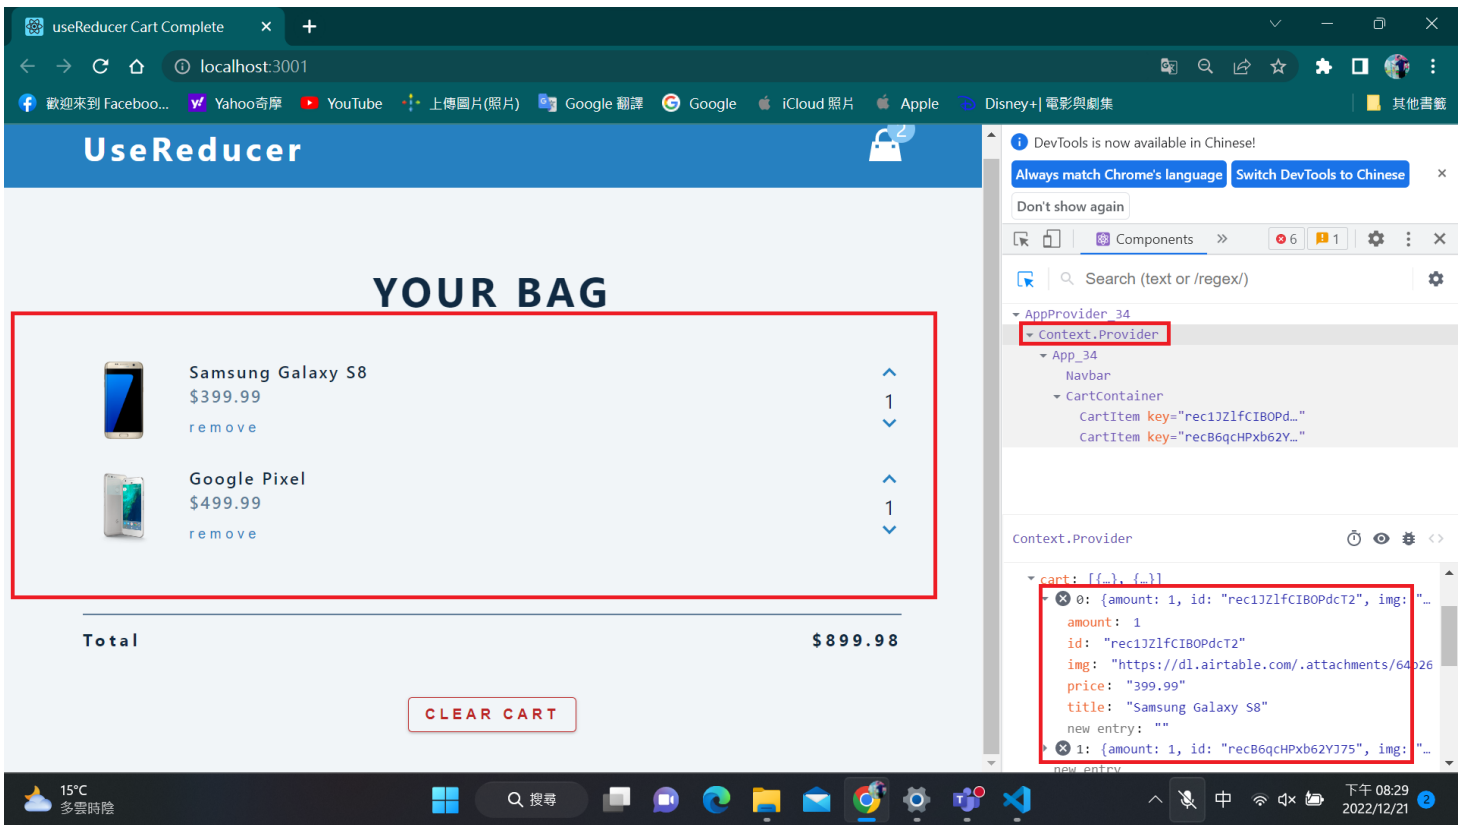 useReducer Cart Complete
localhost:3001
歡迎來到 Faceboo...
Yahoo奇摩
YouTube
上傳圖片(照片)
Google 翻譯
Google
iCloud 照片
Apple
Disney+| 電影與劇集
其他書籤
UseReducer
2
YOUR BAG
Samsung Galaxy S8
$399.99
remove
1
Google Pixel
$499.99
remove
1
Total
$899.98
CLEAR CART
DevTools is now available in Chinese!
Always match Chrome's language
Switch DevTools to Chinese
Don't show again
Components
6
1
Search (text or /regex/)
AppProvider_34
Context.Provider
App_34
Navbar
CartContainer
CartItem key="rec1JZlfCIBOPd…"
CartItem key="recB6qcHPxb62Y…"
Context.Provider
cart: [{…}, {…}]
0: {amount: 1, id: "rec1JZlfCIBOPdcT2", img: "…
amount: 1
id: "rec1JZlfCIBOPdcT2"
img: "https://dl.airtable.com/.attachments/64b26
price: "399.99"
title: "Samsung Galaxy S8"
new entry: ""
1: {amount: 1, id: "recB6qcHPxb62YJ75", img: "…
new entry
15°C
多雲時陰
搜尋
中
下午 08:29
2022/12/21
2